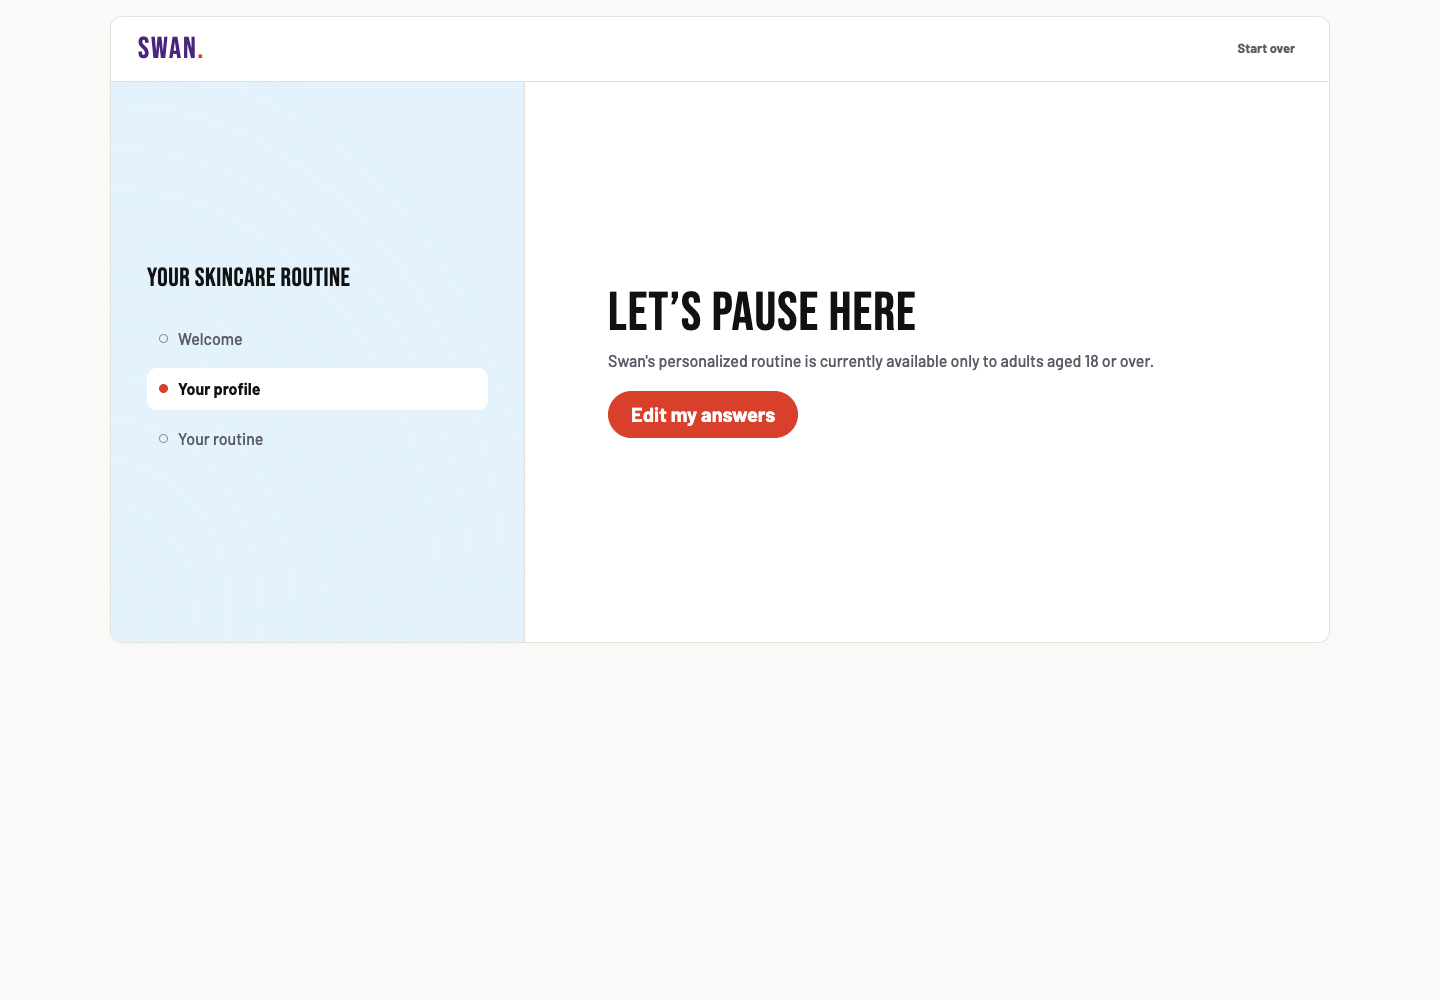 SWAN.
Start over
YOUR SKINCARE ROUTINE
Welcome
Your profile
Your routine
LET’S PAUSE HERE
Swan's personalized routine is currently available only to adults aged 18 or over.
Edit my answers